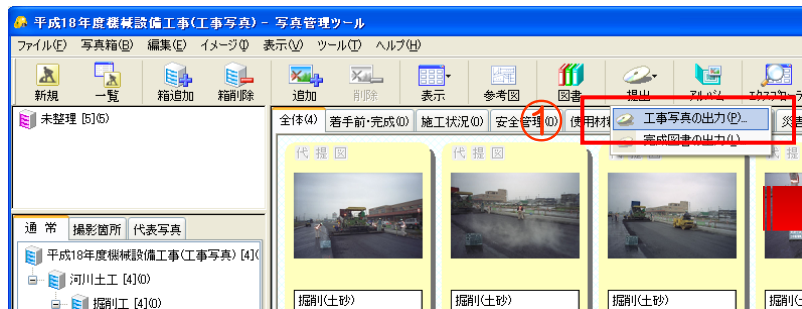 平成18年度機械設備工事(工事写真) - 写真管理ツール
ファイル(F) 写真箱(B) 編集(E) イメージ(I) 表示(V) ツール(T) ヘルプ(H)
新規 一覧 箱追加 箱削除 追加 削除 表示 参考図 図書 提出 アルバム エクスプローラ
未整理 [5](5)
全体(4) 着手前・完成(0) 施工状況(0) 安全管理(0) 使用材料 災害
①
工事写真の出力(P)...
完成図書の出力(L)
代 提 図 代 提 図 代 提 図 代 提
通 常 撮影箇所 代表写真
平成18年度機械設備工事(工事写真) [4](
河川土工 [4](0)
掘削工 [4](0)
掘削(土砂) 掘削(土砂) 掘削(土砂) 掘削(土